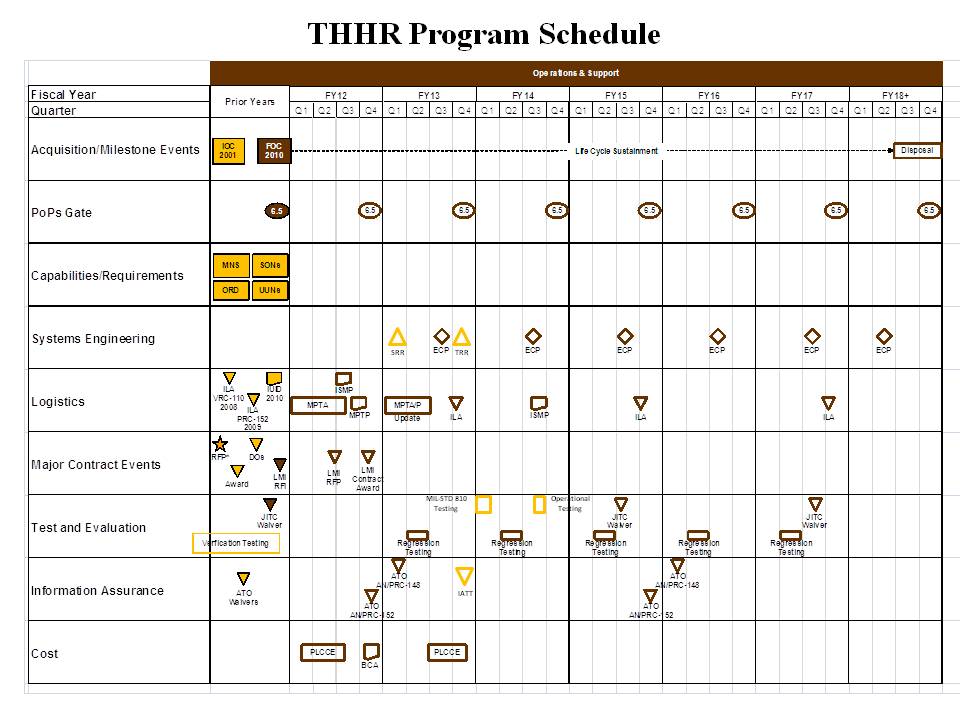 THHR Program Schedule
Operations & Support
Fiscal Year Prior Years FY12 FY13 FY14 FY15 FY16 FY17 FY18+
Quarter Q1 Q2 Q3 Q4 Q1 Q2 Q3 Q4 Q1 Q2 Q3 Q4 Q1 Q2 Q3 Q4 Q1 Q2 Q3 Q4 Q1 Q2 Q3 Q4 Q1 Q2 Q3 Q4
Acquisition/Milestone Events
IOC
2001
FOC
2010
Life Cycle Sustainment
Disposal
PoPs Gate 6.5 6.5 6.5 6.5 6.5 6.5 6.5 6.5
Capabilities/Requirements
MNS SONs
ORD UUNs
Systems Engineering
SRR ECP TRR ECP ECP ECP ECP ECP
Logistics
ILA
VRC-110
2008
ILA
PRC-152
2009
IUID
2010
MPTA
ISMP
MPTP
MPTA/P
Update
ILA
ISMP
ILA
ILA
Major Contract Events
RFP*
Award
DOs
LMI
RFI
LMI
RFP
LMI
Contract
Award
Test and Evaluation
JITC
Waiver
Verfication Testing
MIL-STD 810
Testing
Operational
Testing
JITC
Waiver
JITC
Waiver
Regression
Testing
Regression
Testing
Regression
Testing
Regression
Testing
Regression
Testing
Information Assurance
ATO
Waivers
ATO
AN/PRC-152
ATO
AN/PRC-148
IATT
ATO
AN/PRC-152
ATO
AN/PRC-148
Cost
PLCCE
BCA
PLCCE